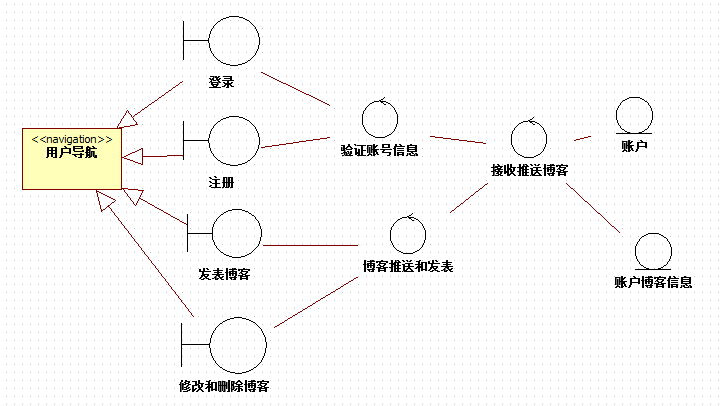 登录
<<navigation>>
用户导航
注册
验证账号信息
接收推送博客
账户
发表博客
博客推送和发表
账户博客信息
修改和删除博客